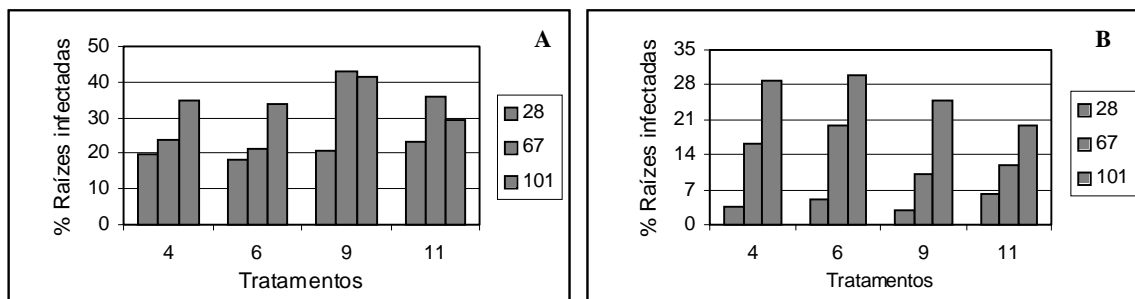 A
% Raízes infectadas
50
40
30
20
10
0
4 6 9 11
Tratamentos
28
67
101
B
% Raízes infectadas
35
28
21
14
7
0
4 6 9 11
Tratamentos
28
67
101